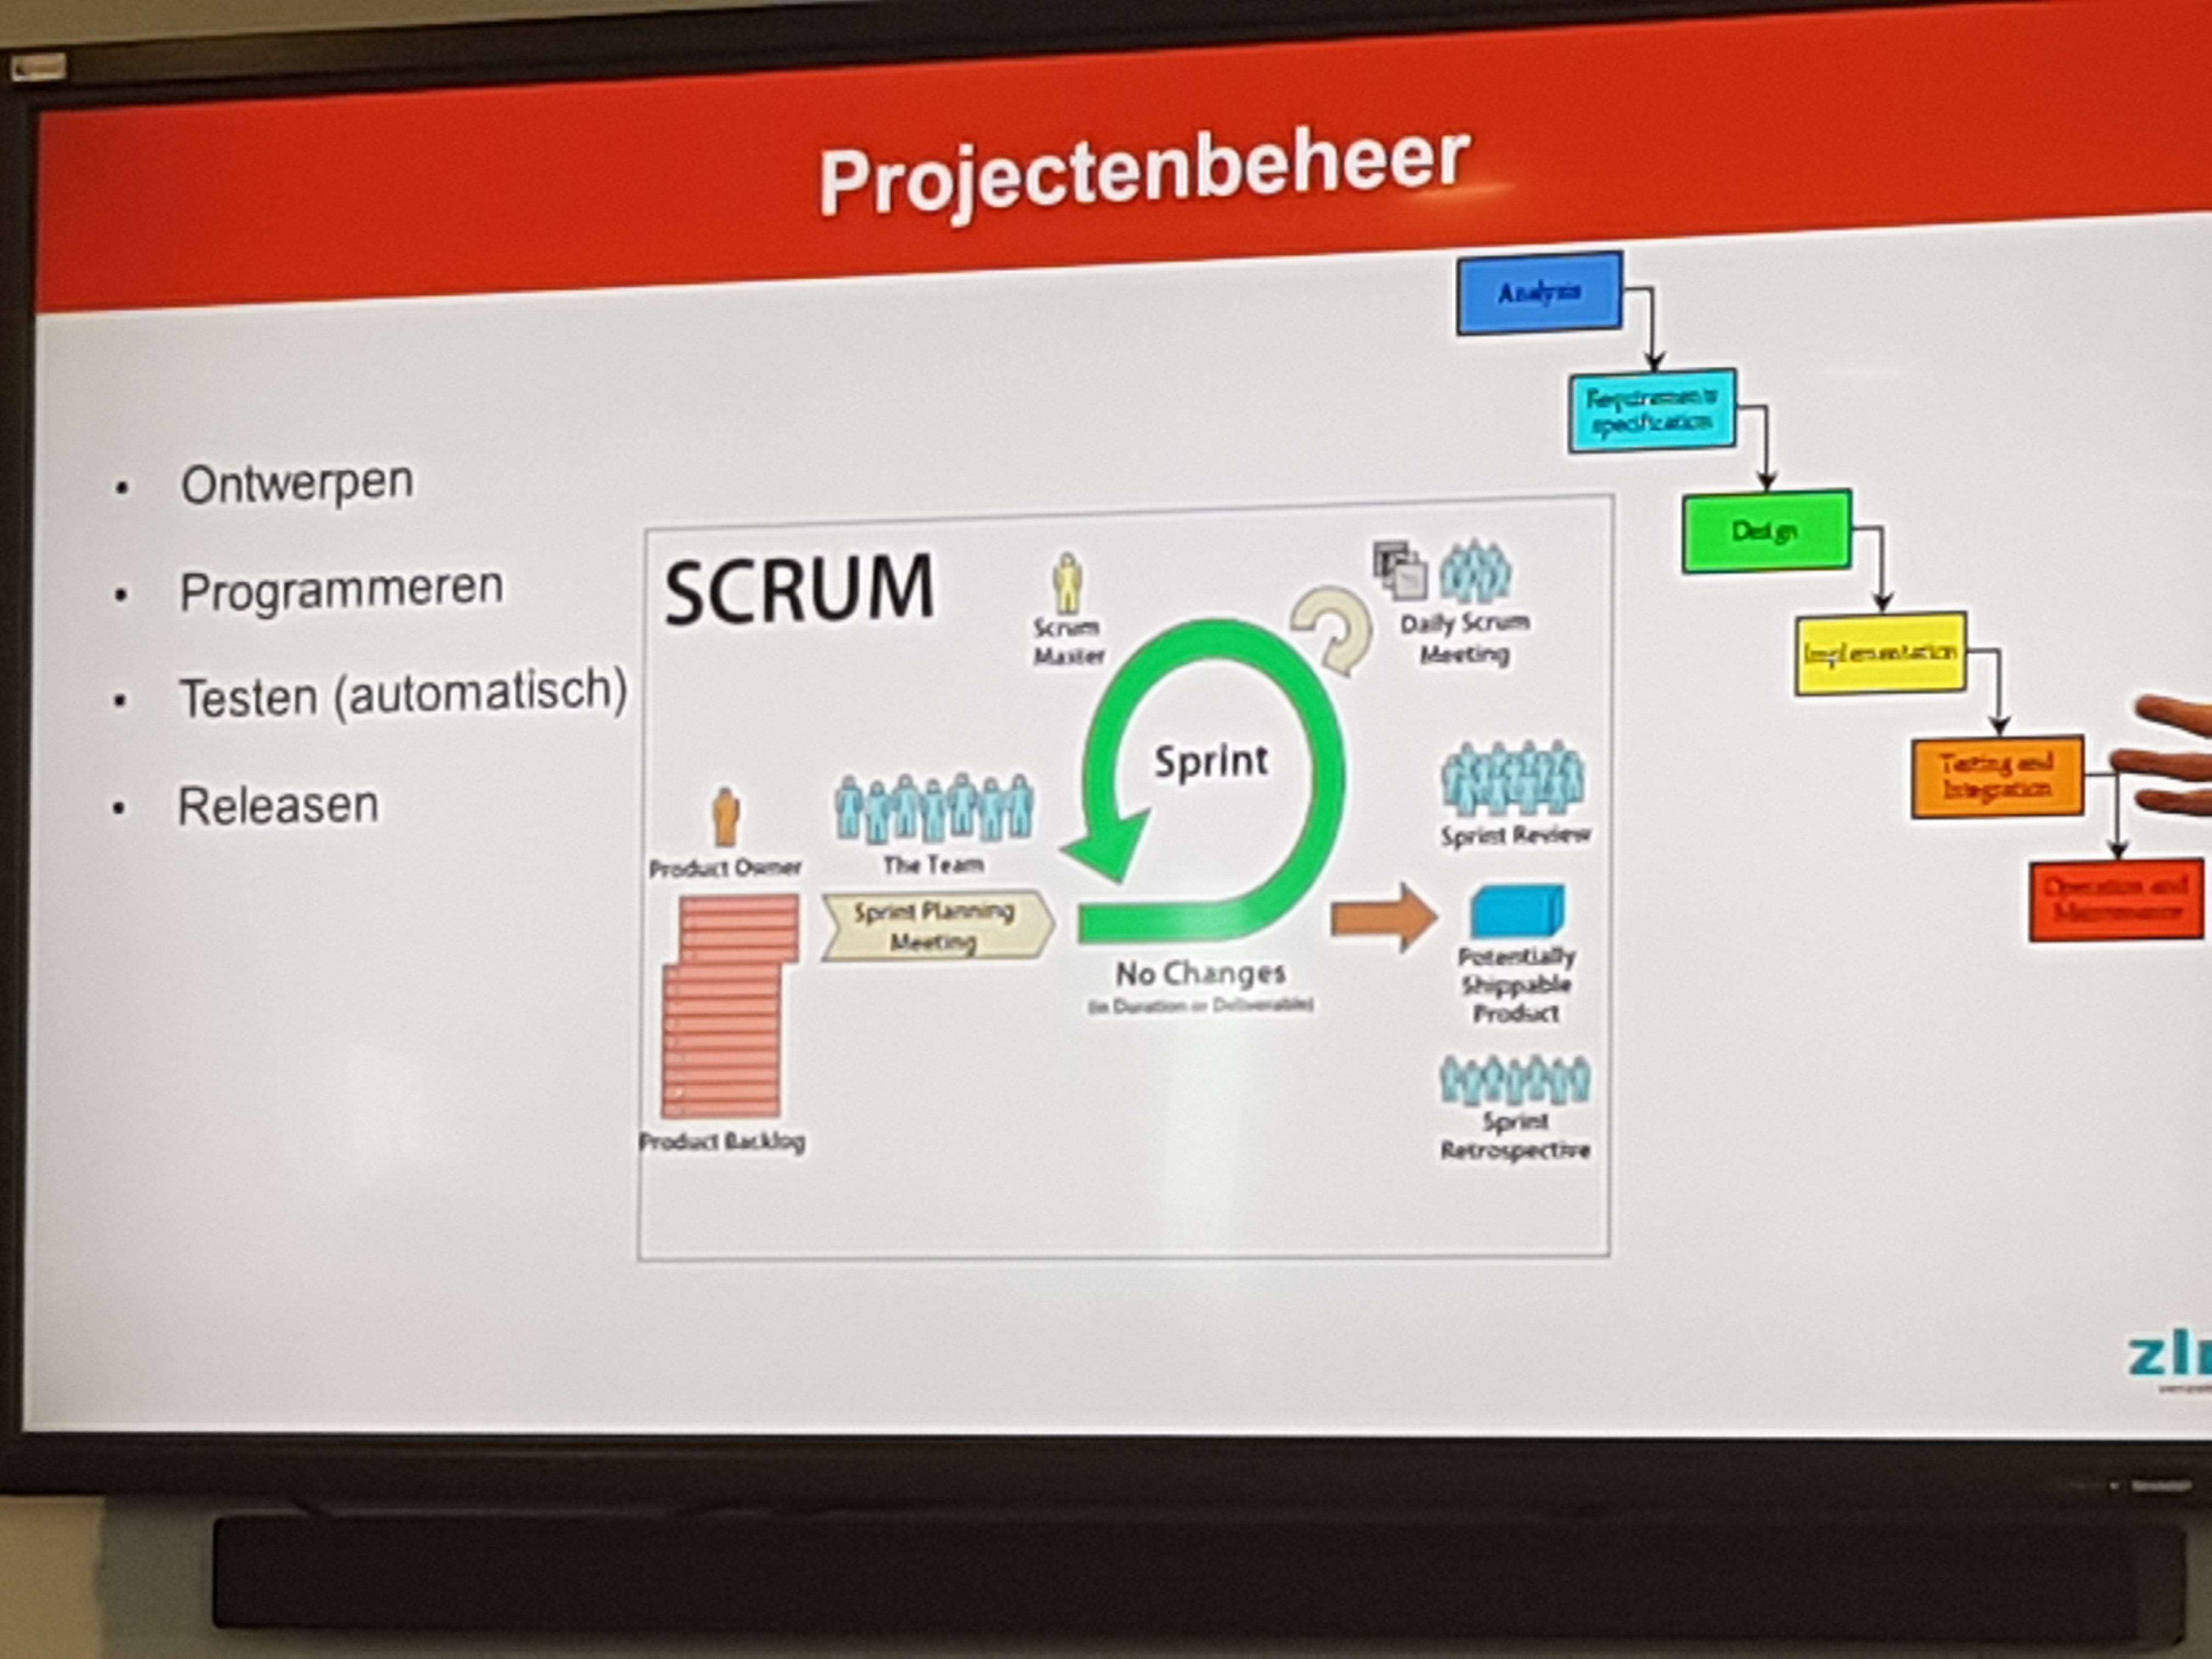 Projectenbeheer
• Ontwerpen
• Programmeren
• Testen (automatisch)
• Releasen
SCRUM
Scrum
Master
Daily Scrum
Meeting
Sprint
Product Owner
The Team
Sprint Review
Sprint Planning
Meeting
No Changes
(in Duration or Deliverable)
Potentially
Shippable
Product
Product Backlog
Sprint
Retrospective
Analysis
Requirements
specification
Design
Implementation
Testing and
Integration
Operation and
Maintenance